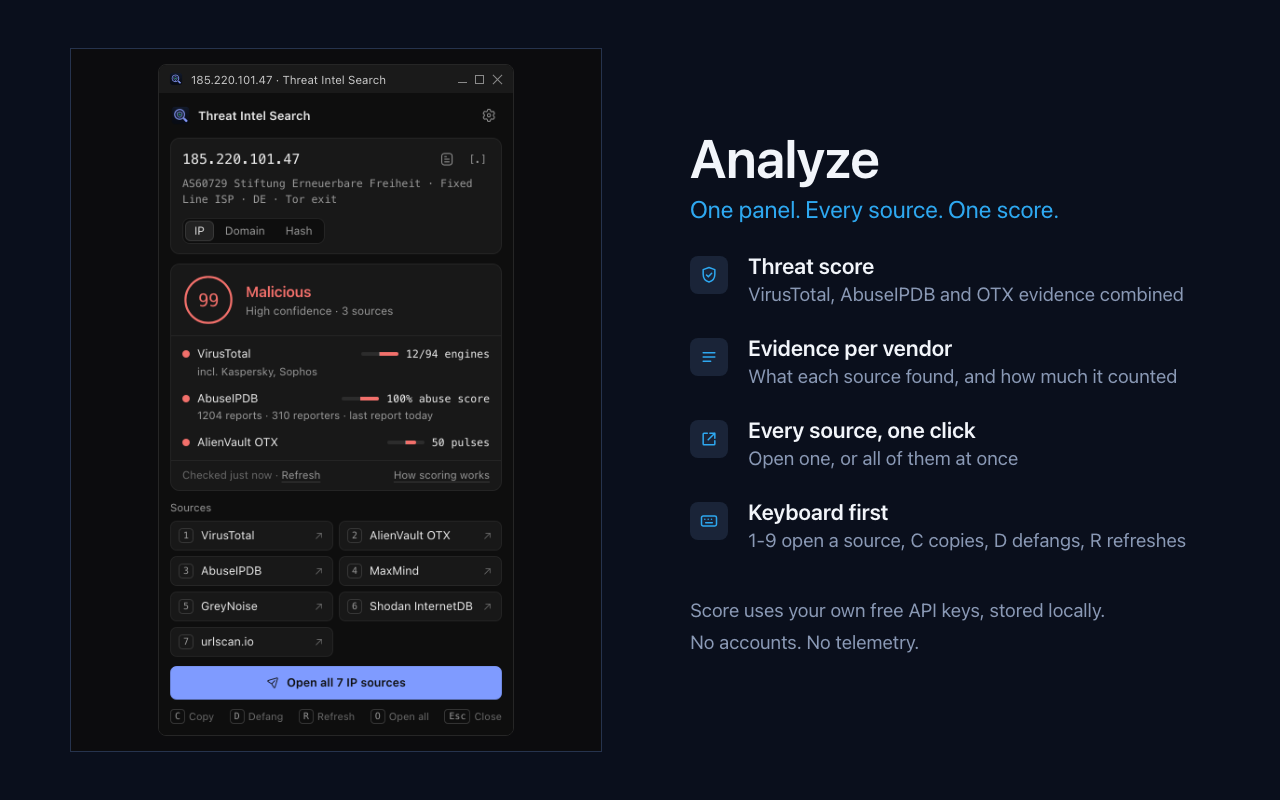 185.220.101.47 · Threat Intel Search
Threat Intel Search
185.220.101.47
[.]
AS60729 Stiftung Erneuerbare Freiheit · Fixed
Line ISP · DE · Tor exit
IP Domain Hash
99
Malicious
High confidence · 3 sources
VirusTotal 12/94 engines
incl. Kaspersky, Sophos
AbuseIPDB 100% abuse score
1204 reports · 310 reporters · last report today
AlienVault OTX 50 pulses
Checked just now · Refresh How scoring works
Sources
1 VirusTotal
2 AlienVault OTX
3 AbuseIPDB
4 MaxMind
5 GreyNoise
6 Shodan InternetDB
7 urlscan.io
Open all 7 IP sources
C Copy D Defang R Refresh O Open all Esc Close
Analyze
One panel. Every source. One score.
Threat score
VirusTotal, AbuseIPDB and OTX evidence combined
Evidence per vendor
What each source found, and how much it counted
Every source, one click
Open one, or all of them at once
Keyboard first
1-9 open a source, C copies, D defangs, R refreshes
Score uses your own free API keys, stored locally.
No accounts. No telemetry.